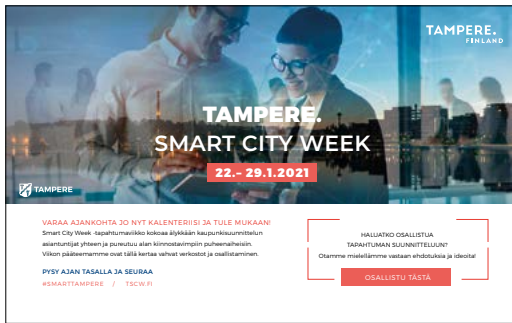 TAMPERE.
FINLAND
TAMPERE.
SMART CITY WEEK
22.– 29.1.2021
TAMPERE
VARAA AJANKOHTA JO NYT KALENTERIISI JA TULE MUKAAN!
Smart City Week -tapahtumaviikko kokoaa älykkään kaupunkisuunnittelun
asiantuntijat yhteen ja pureutuu alan kiinnostavimpiin puheenaiheisiin.
Viikon pääteemamme ovat tällä kertaa vahvat verkostot ja osallistaminen.
PYSY AJAN TASALLA JA SEURAA
#SMARTTAMPERE / TSCW.FI
HALUATKO OSALLISTUA
TAPAHTUMAN SUUNNITTELUUN?
Otamme mielellämme vastaan ehdotuksia ja ideoita!
OSALLISTU TÄSTÄ